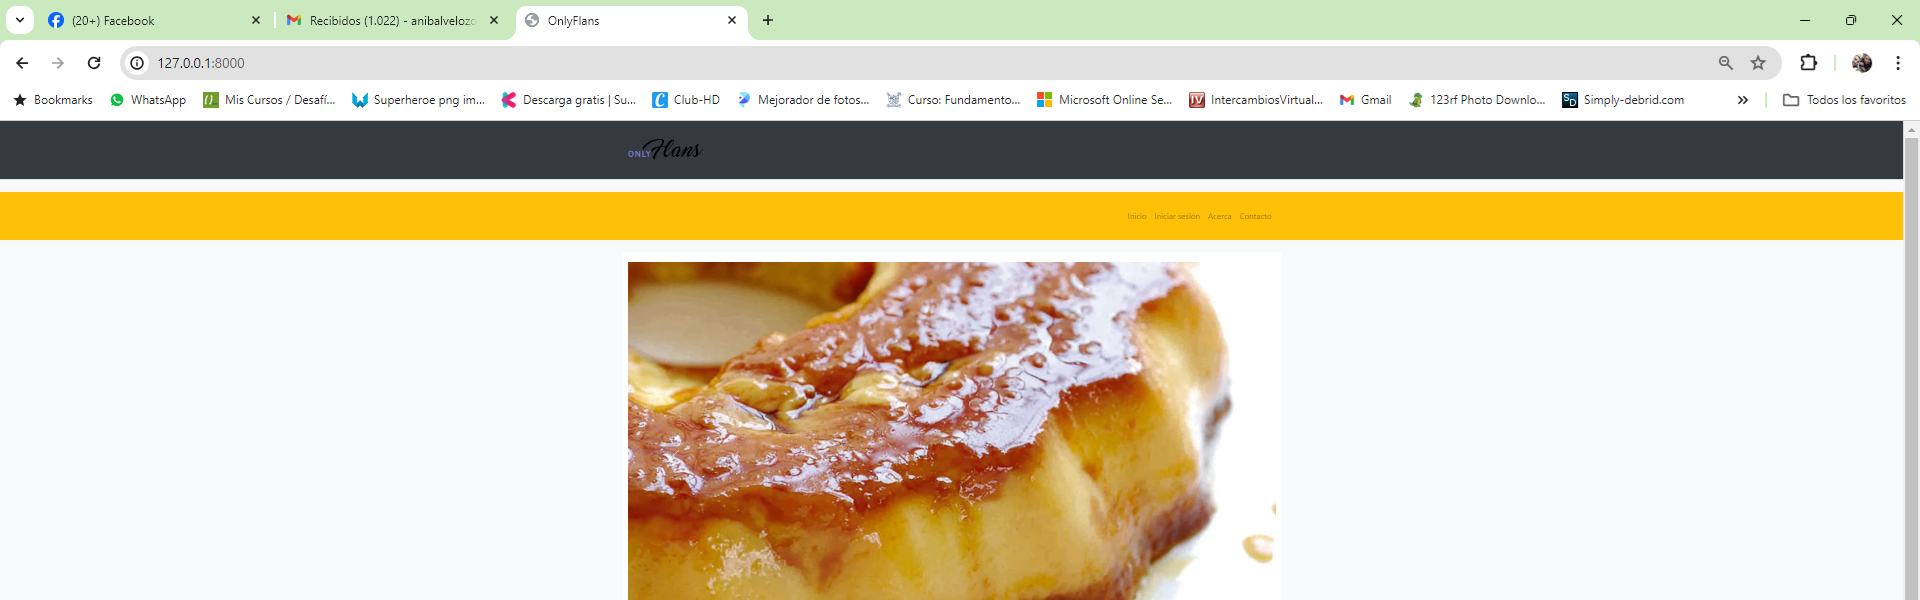 (20+) Facebook
Recibidos (1.022) - anibalvelozo
OnlyFlans
127.0.0.1:8000
Bookmarks
WhatsApp
Mis Cursos / Desafí...
Superheroe png im...
Descarga gratis | Su...
Club-HD
Mejorador de fotos...
Curso: Fundamento...
Microsoft Online Se...
IntercambiosVirtual...
Gmail
123rf Photo Downlo...
Simply-debrid.com
Todos los favoritos
ONLY Flans
Inicio
Iniciar sesion
Acerca
Contacto